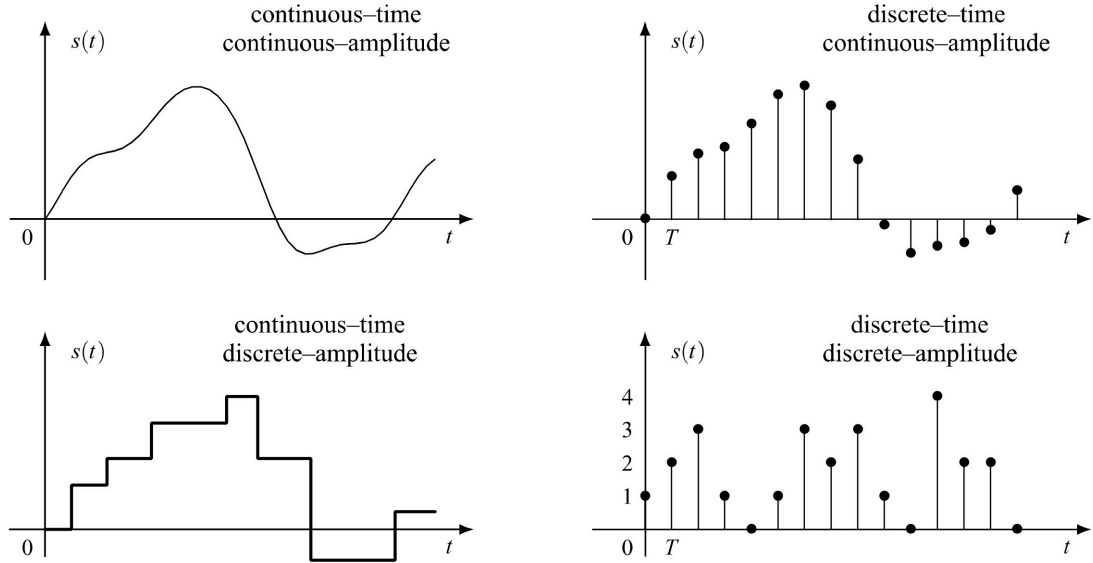 continuous–time
continuous–amplitude
s(t)
0
t
discrete–time
continuous–amplitude
s(t)
0
T
t
continuous–time
discrete–amplitude
s(t)
0
t
discrete–time
discrete–amplitude
s(t)
4
3
2
1
0
T
t